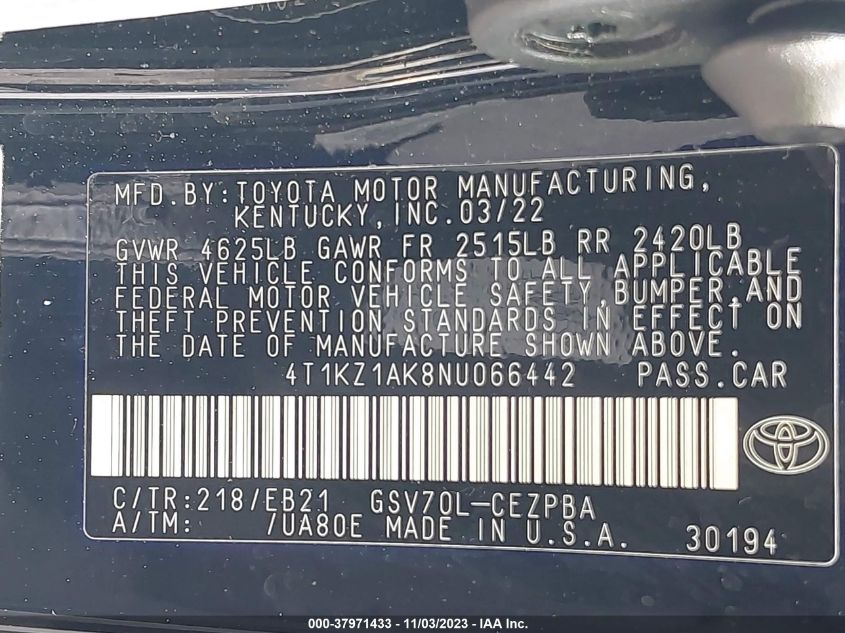 MFD.BY:TOYOTA MOTOR MANUFACTURING,
KENTUCKY,INC.03/22
GVWR 4625LB GAWR FR 2515LB RR 2420LB
THIS VEHICLE CONFORMS TO ALL APPLICABLE
FEDERAL MOTOR VEHICLE SAFETY,BUMPER,AND
THEFT PREVENTION STANDARDS IN EFFECT ON
THE DATE OF MANUFACTURE SHOWN ABOVE.
4T1KZ1AK8NU066442 PASS.CAR
C/TR:218/EB21 GSV70L-CEZPBA
A/TM: /UA80E MADE IN U.S.A. 30194
000-37971433 - 11/03/2023 - IAA Inc.